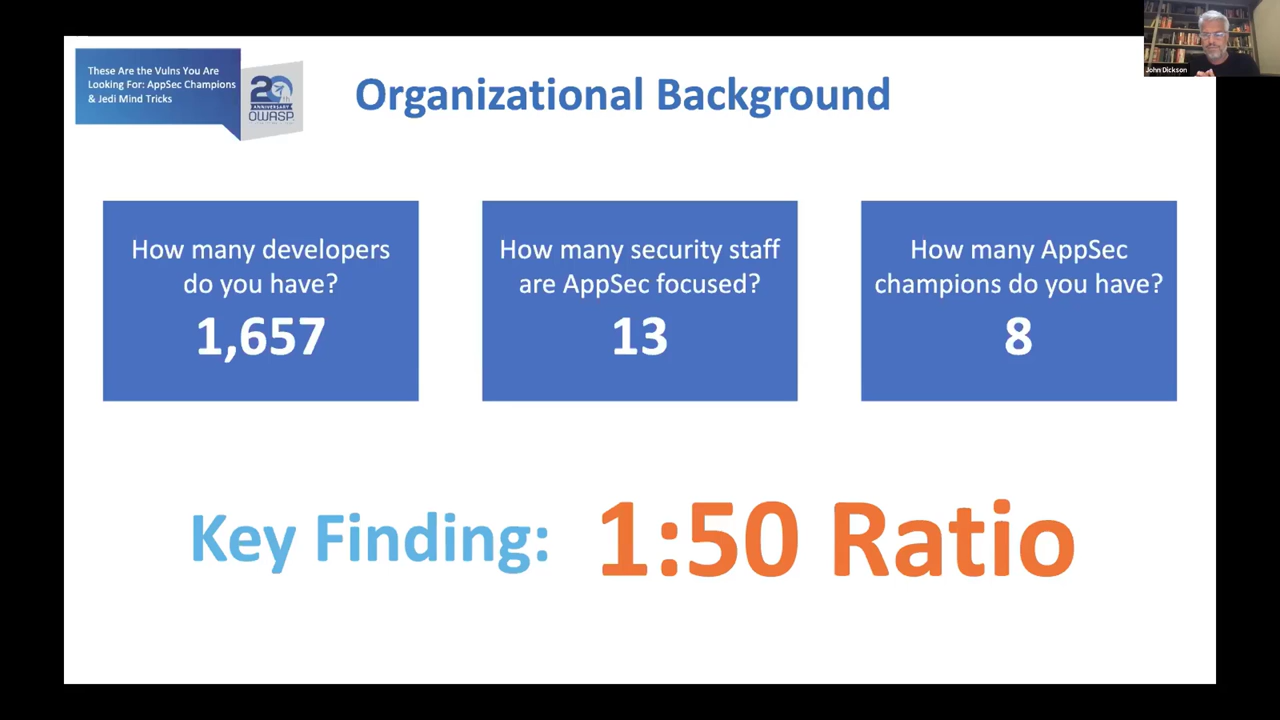 These Are the Vulns You Are
Looking For: AppSec Champions
& Jedi Mind Tricks
20th
ANNIVERSARY
OWASP
Organizational Background
John Dickson
How many developers
do you have?
1,657
How many security staff
are AppSec focused?
13
How many AppSec
champions do you have?
8
Key Finding: 1:50 Ratio